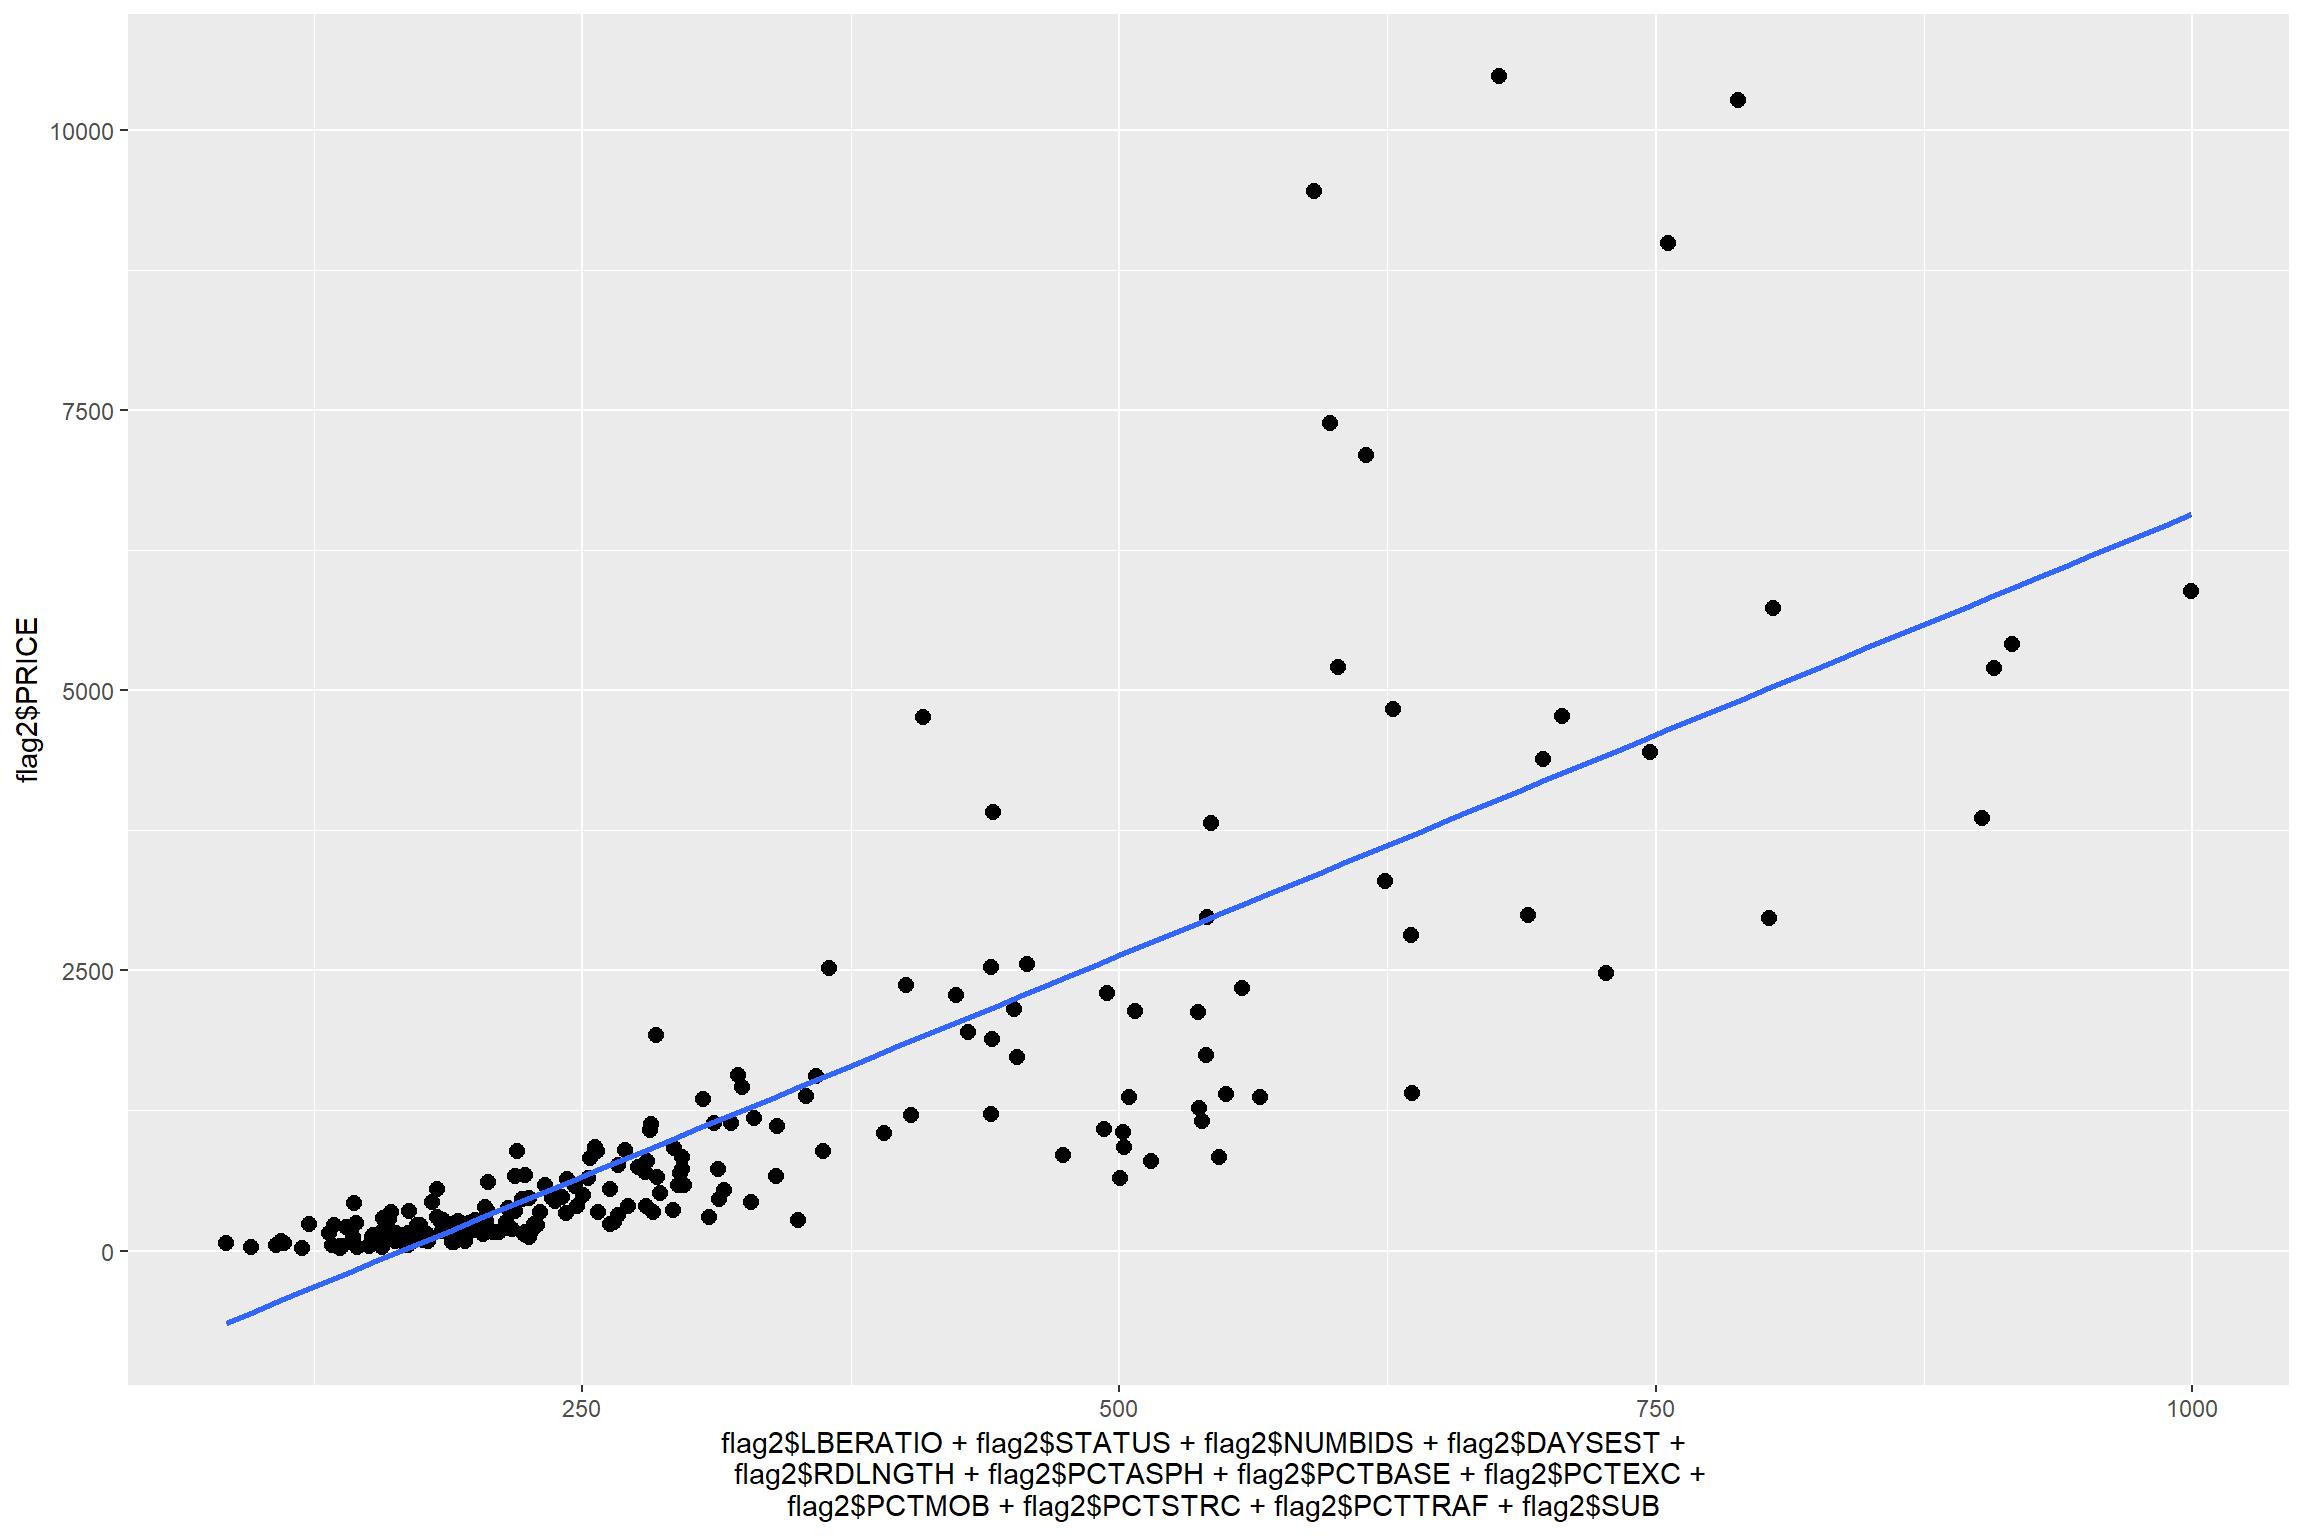 10000
7500
5000
2500
0
flag2$PRICE
250 500 750 1000
flag2$LBERATIO + flag2$STATUS + flag2$NUMBIDS + flag2$DAYSEST +
flag2$RDLNGTH + flag2$PCTASPH + flag2$PCTBASE + flag2$PCTEXC +
flag2$PCTMOB + flag2$PCTSTRC + flag2$PCTTRAF + flag2$SUB